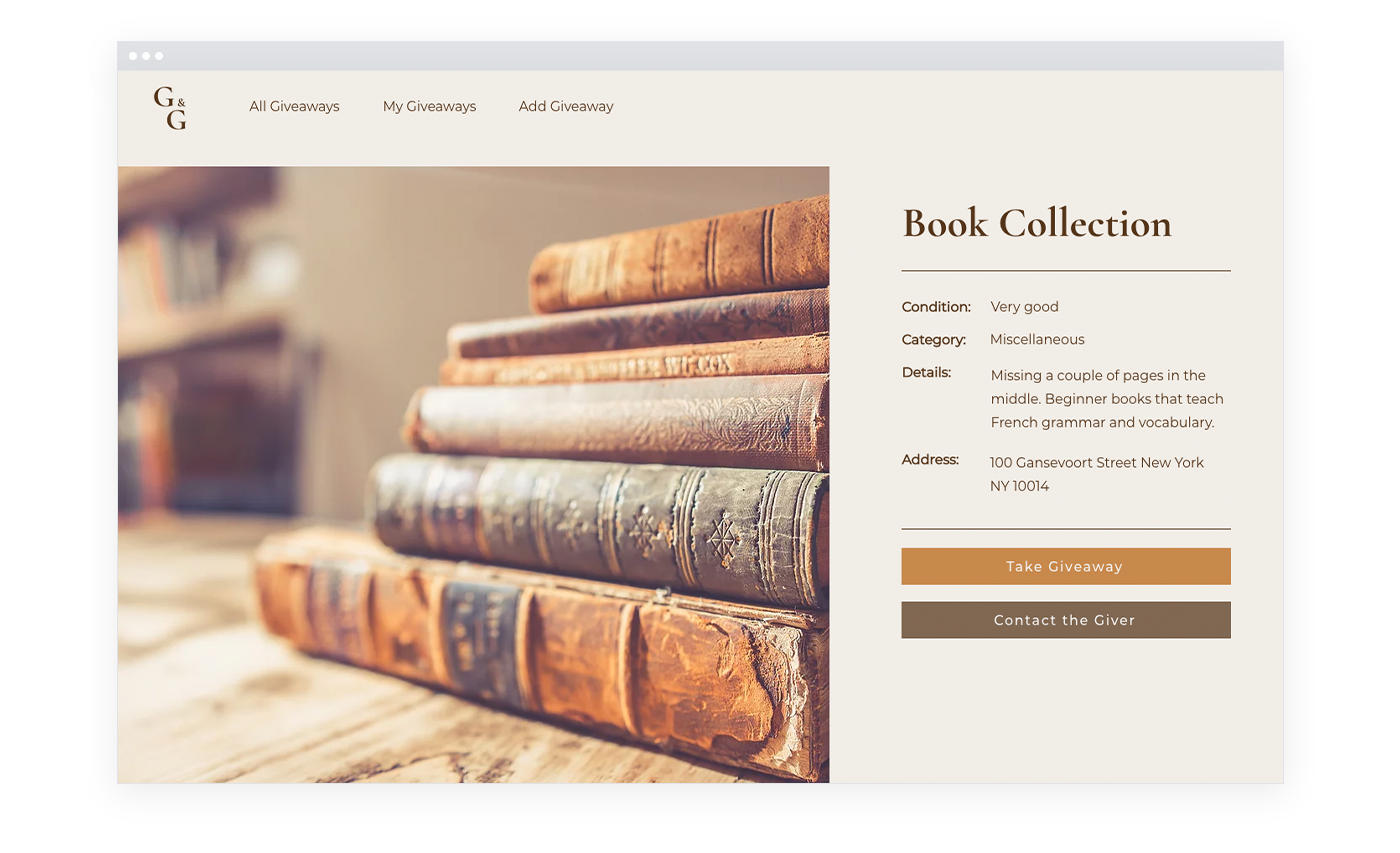 G &
G
All Giveaways My Giveaways Add Giveaway
Book Collection
Condition: Very good
Category: Miscellaneous
Details: Missing a couple of pages in the
middle. Beginner books that teach
French grammar and vocabulary.
Address: 100 Gansevoort Street New York
NY 10014
Take Giveaway
Contact the Giver
WILCOX